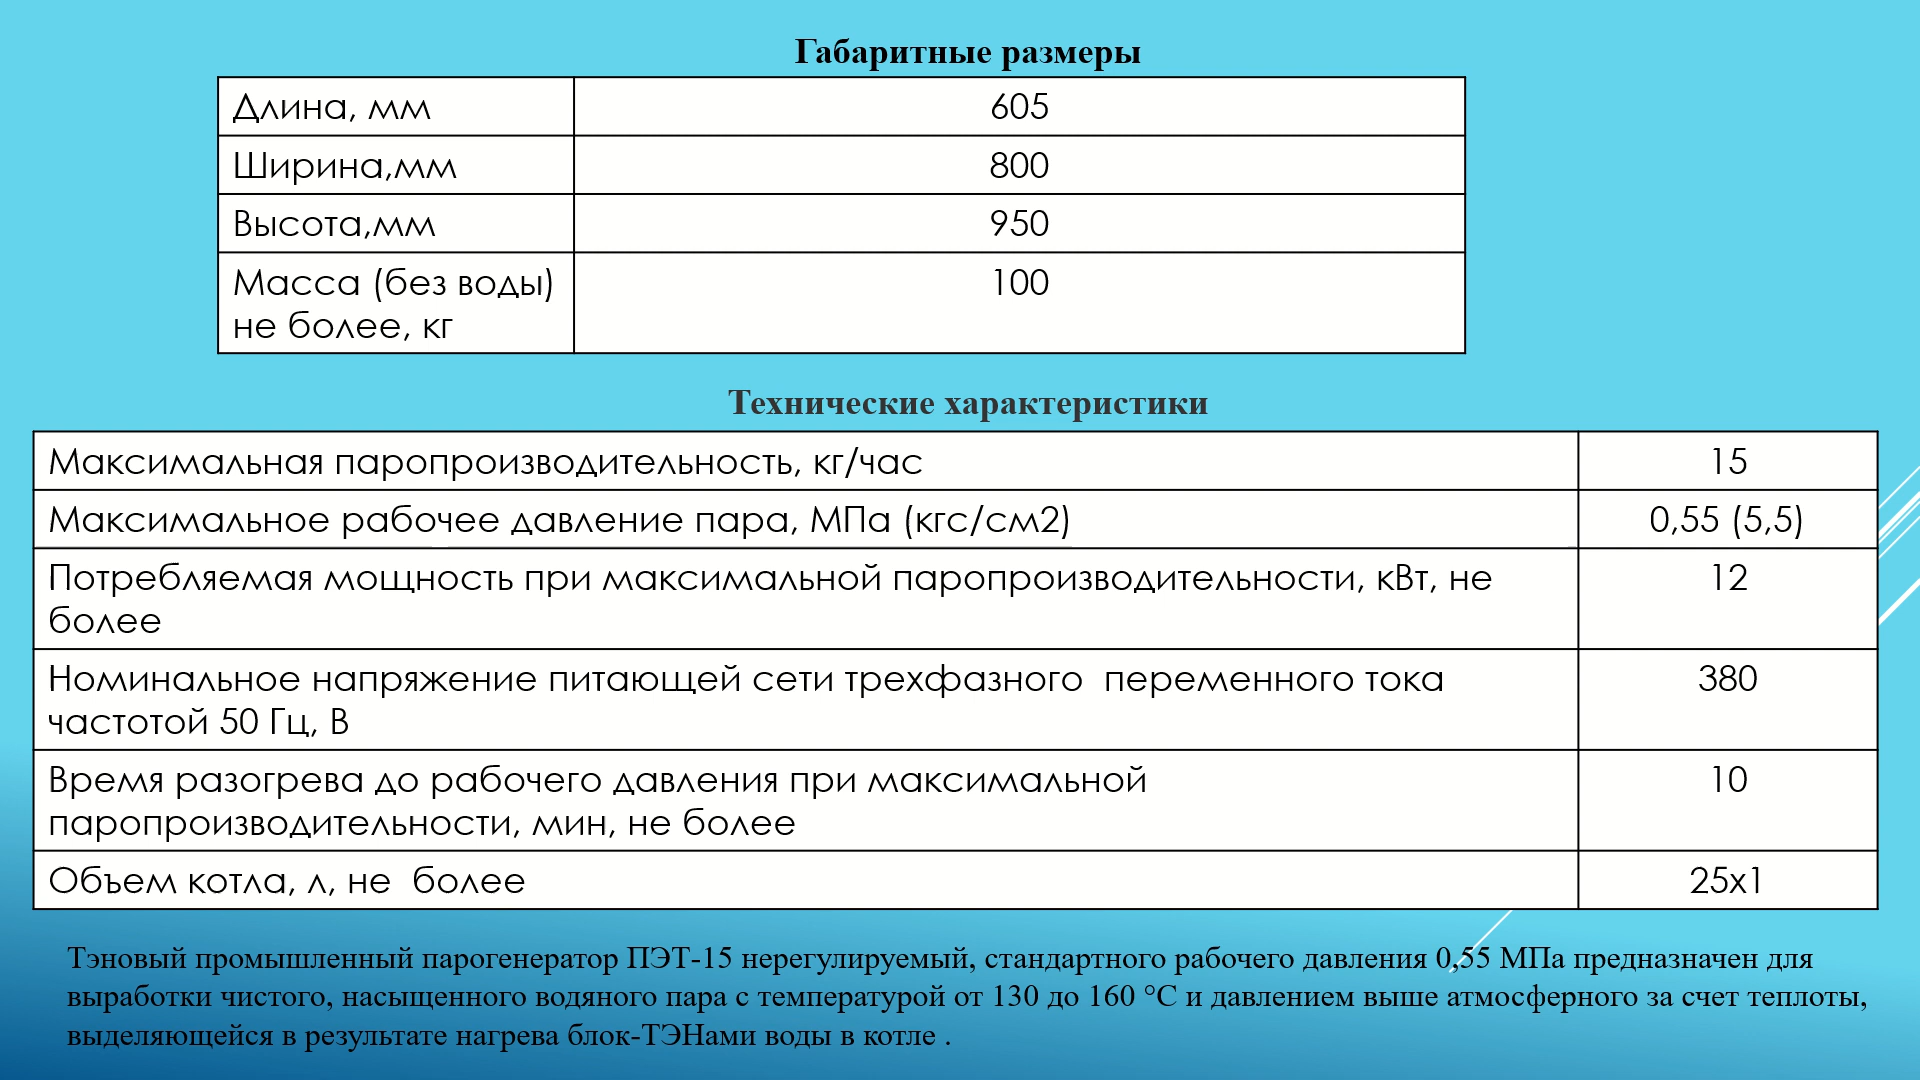 Габаритные размеры
Длина, мм 605
Ширина,мм 800
Высота,мм 950
Масса (без воды) 100
не более, кг
Технические характеристики
Максимальная паропроизводительность, кг/час 15
Максимальное рабочее давление пара, МПа (кгс/см2) 0,55 (5,5)
Потребляемая мощность при максимальной паропроизводительности, кВт, не 12
более
Номинальное напряжение питающей сети трехфазного  переменного тока 380
частотой 50 Гц, В
Время разогрева до рабочего давления при максимальной 10
паропроизводительности, мин, не более
Объем котла, л, не  более 25х1
Тэновый промышленный парогенератор ПЭТ-15 нерегулируемый, стандартного рабочего давления 0,55 МПа предназначен для
выработки чистого, насыщенного водяного пара с температурой от 130 до 160 °С и давлением выше атмосферного за счет теплоты,
выделяющейся в результате нагрева блок-ТЭНами воды в котле .